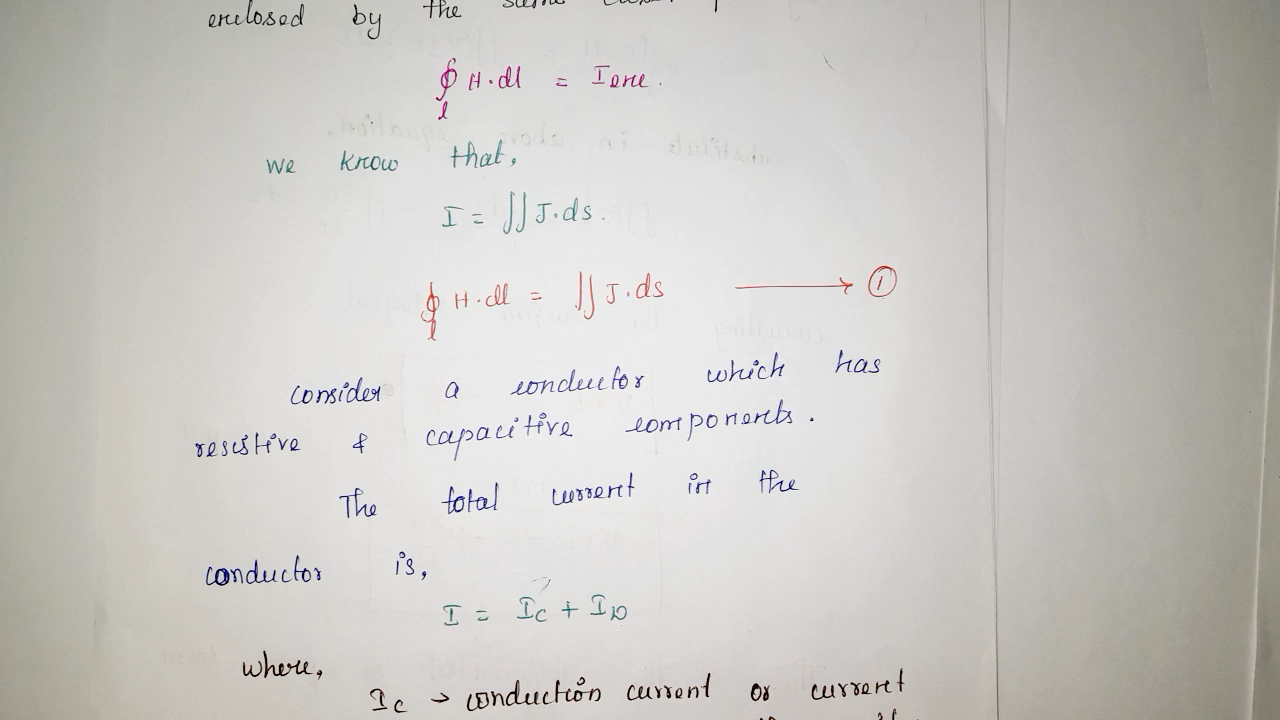 enclosed by the same
∮ H·dl = Ienc.
l
we know that,
I = ∬ J·ds.
∮ H·dl = ∬ J·ds → ①
l
consider a conductor which has
resistive & capacitive components.
The total current in the
conductor is,
I = Ic + ID
where,
Ic → conduction current or current